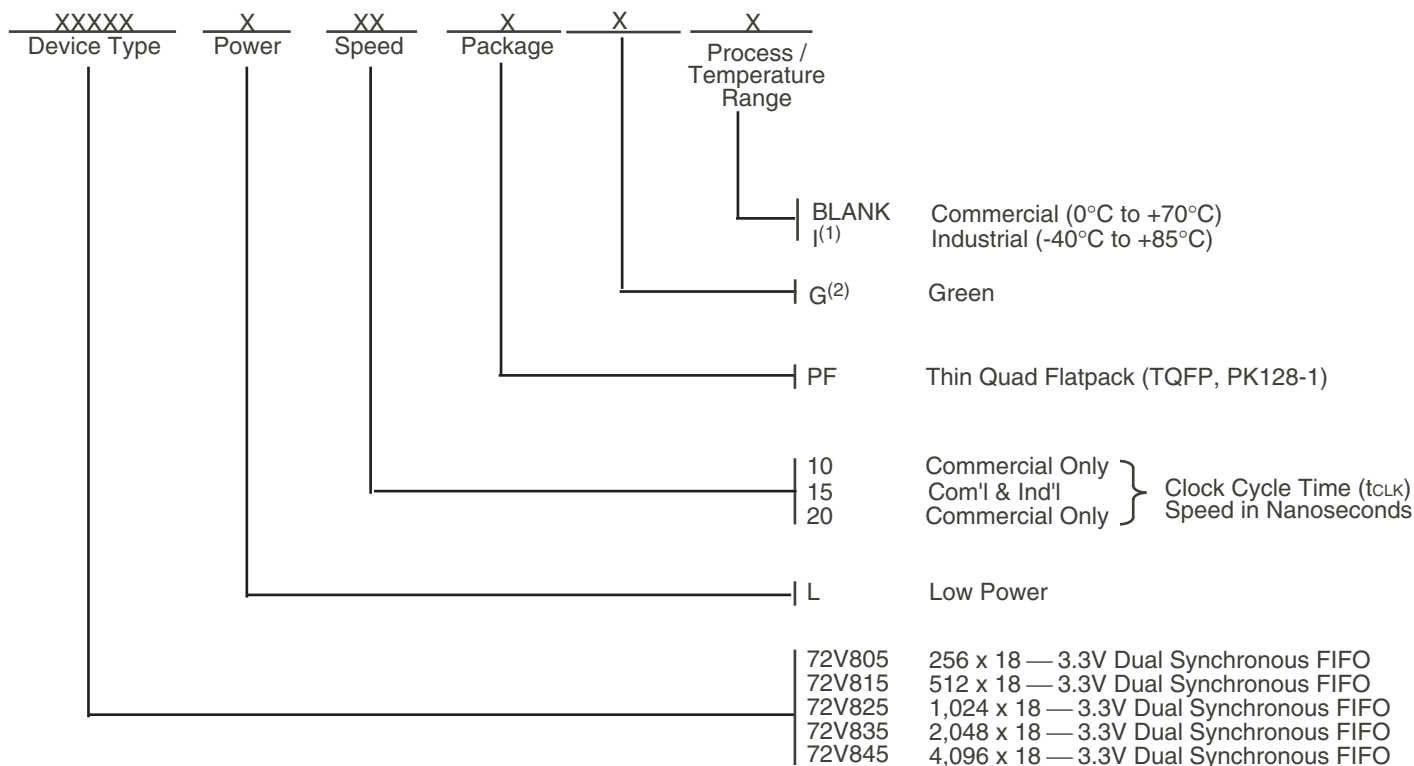 XXXXX X XX X X X
Device Type Power Speed Package Process /
Temperature
Range
BLANK Commercial (0°C to +70°C)
I(1) Industrial (-40°C to +85°C)
G(2) Green
PF Thin Quad Flatpack (TQFP, PK128-1)
10 Commercial Only
15 Com'l & Ind'l Clock Cycle Time (tCLK)
20 Commercial Only Speed in Nanoseconds
L Low Power
72V805 256 x 18 — 3.3V Dual Synchronous FIFO
72V815 512 x 18 — 3.3V Dual Synchronous FIFO
72V825 1,024 x 18 — 3.3V Dual Synchronous FIFO
72V835 2,048 x 18 — 3.3V Dual Synchronous FIFO
72V845 4,096 x 18 — 3.3V Dual Synchronous FIFO